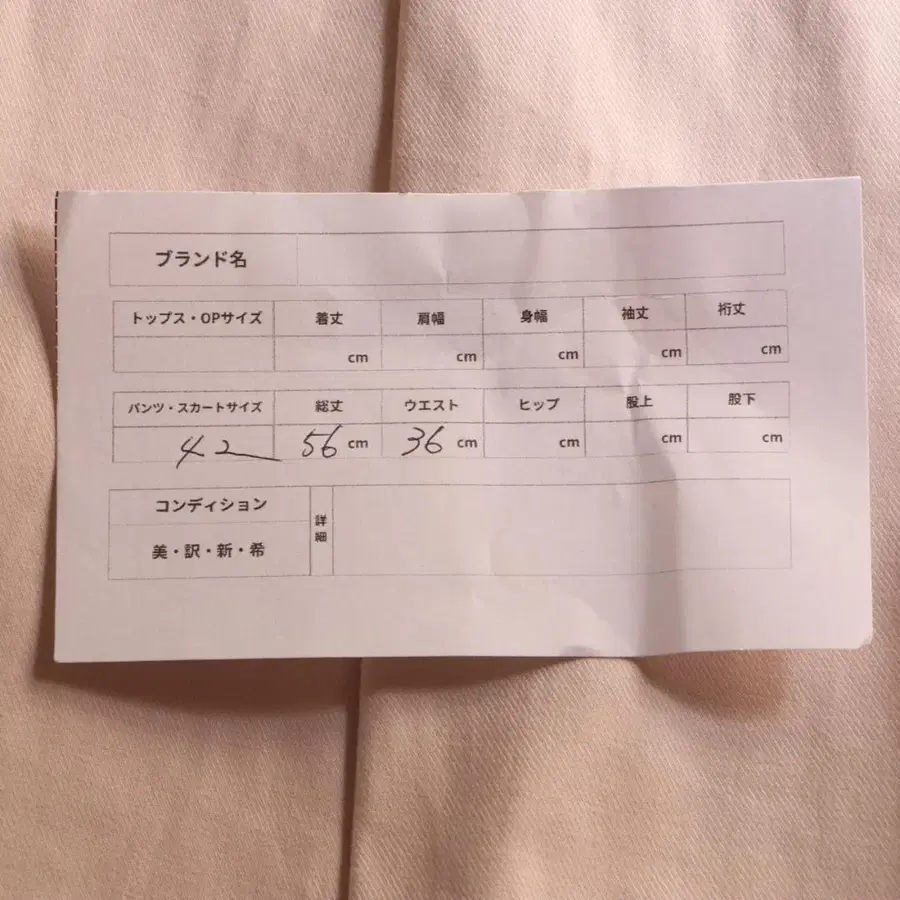 ブランド名
トップス・OPサイズ 着丈 肩幅 身幅 袖丈 裄丈
cm cm cm cm cm
パンツ・スカートサイズ 総丈 ウエスト ヒップ 股上 股下
42 56 cm 36 cm cm cm cm
コンディション 詳細
美・訳・新・希